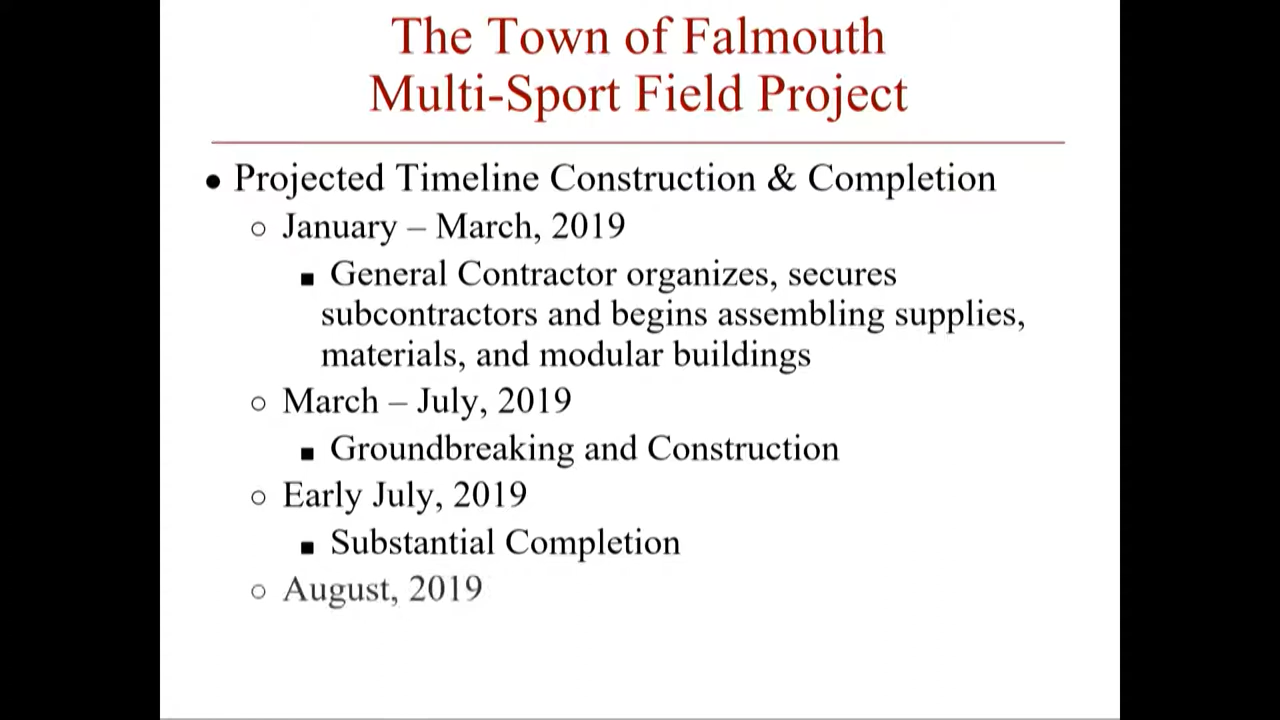 The Town of Falmouth
Multi-Sport Field Project
● Projected Timeline Construction & Completion
○ January – March, 2019
■ General Contractor organizes, secures
subcontractors and begins assembling supplies,
materials, and modular buildings
○ March – July, 2019
■ Groundbreaking and Construction
○ Early July, 2019
■ Substantial Completion
○ August, 2019